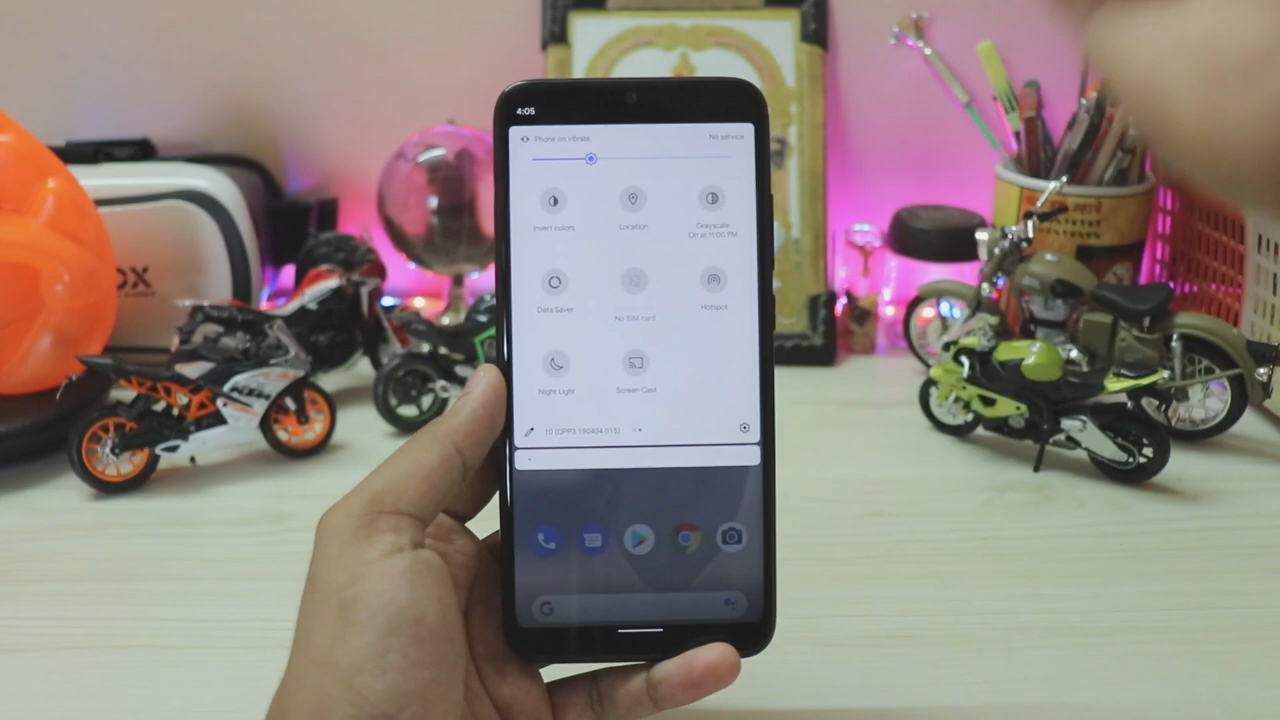 4:05
Phone on vibrate
No service
Invert colors
Location
Grayscale
On at 11:00 PM
Data Saver
No SIM card
Hotspot
Night Light
Screen Cast
10 (QPP3.190404.015)
KTM